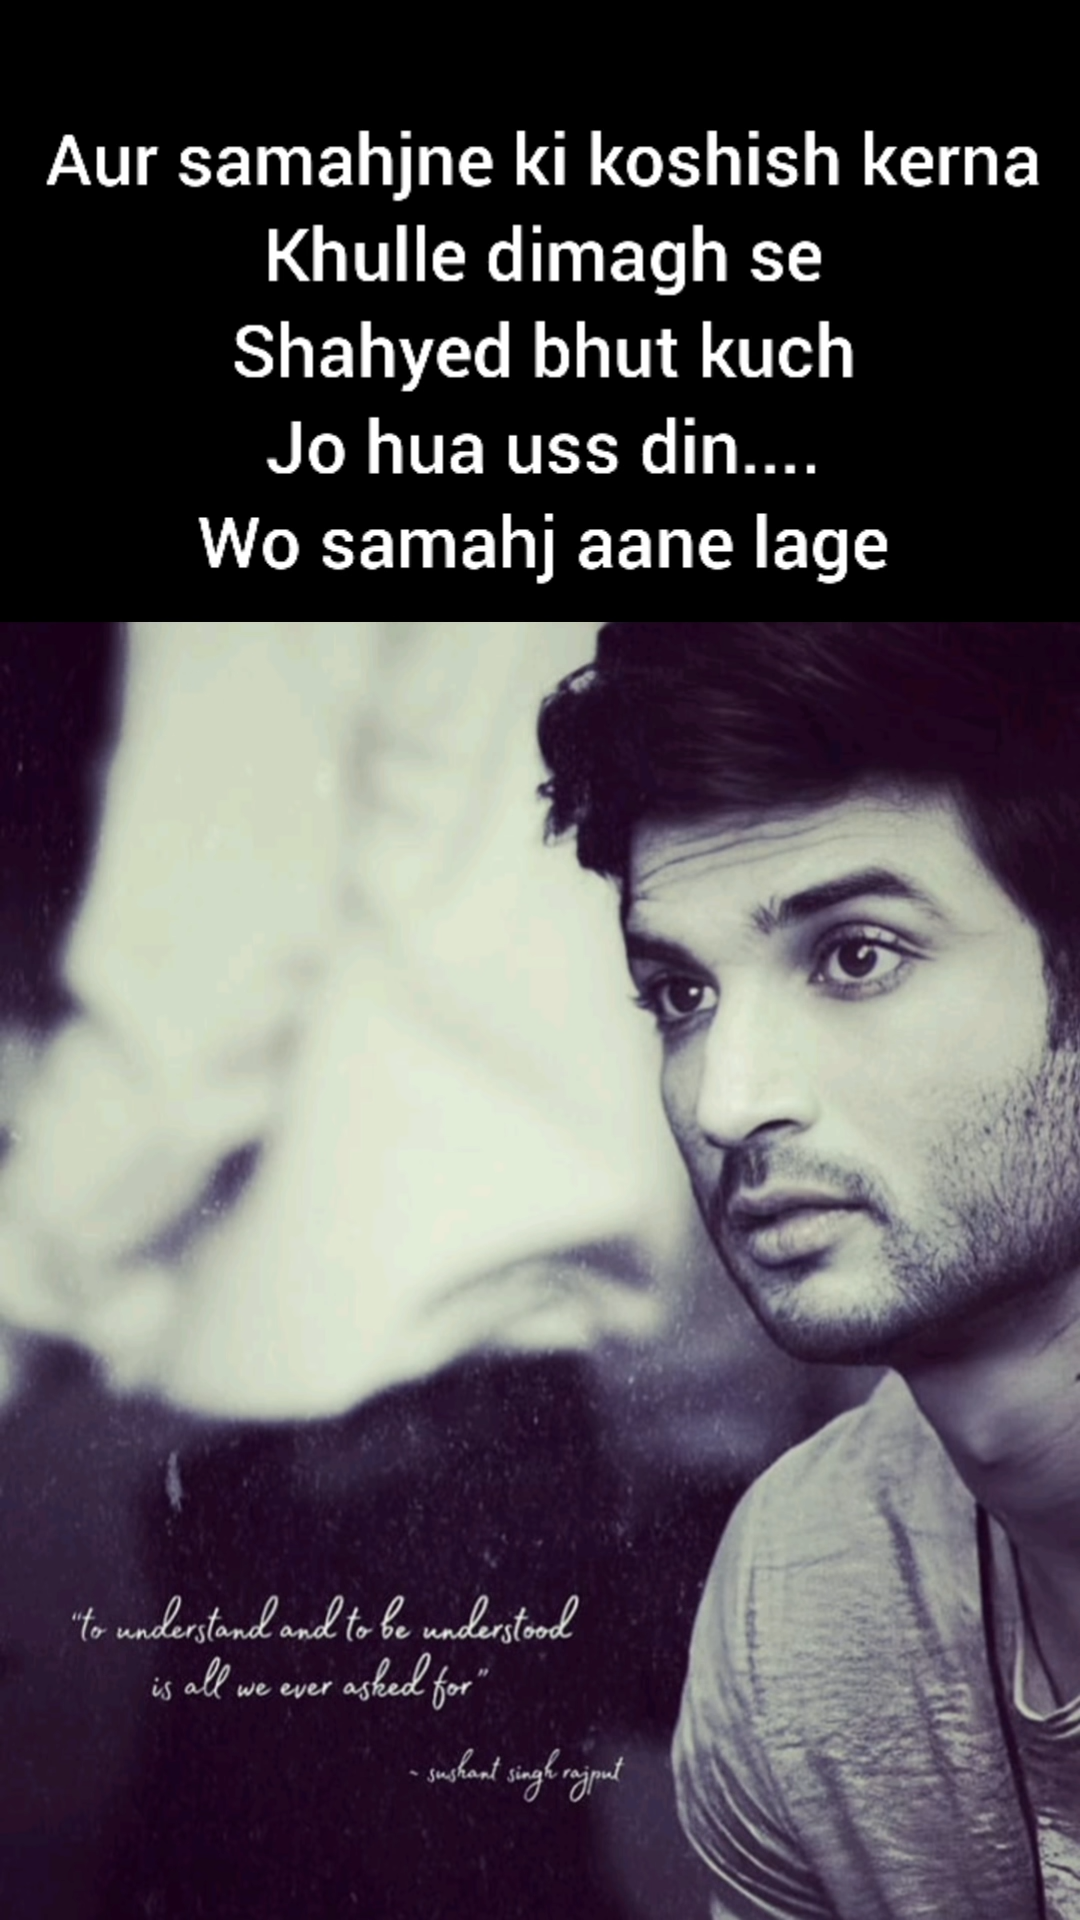 Aur samahjne ki koshish kerna
Khulle dimagh se
Shahyed bhut kuch
Jo hua uss din....
Wo samahj aane lage
"to understand and to be understood
is all we ever asked for"
~ sushant singh rajput